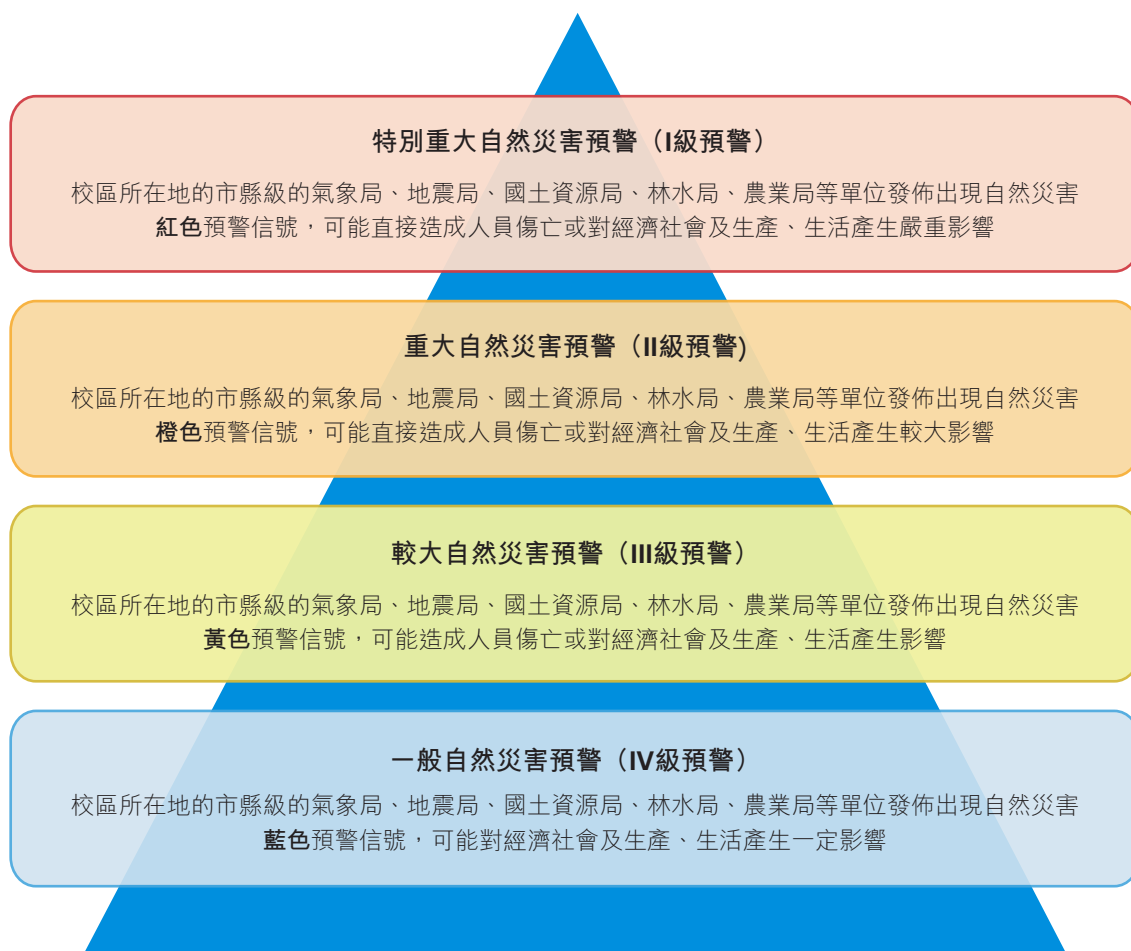 特別重大自然災害預警（I級預警）
校區所在地的市縣級的氣象局、地震局、國土資源局、林水局、農業局等單位發佈出現自然災害
紅色預警信號，可能直接造成人員傷亡或對經濟社會及生產、生活產生嚴重影響
重大自然災害預警（II級預警)
校區所在地的市縣級的氣象局、地震局、國土資源局、林水局、農業局等單位發佈出現自然災害
橙色預警信號，可能直接造成人員傷亡或對經濟社會及生產、生活產生較大影響
較大自然災害預警（III級預警）
校區所在地的市縣級的氣象局、地震局、國土資源局、林水局、農業局等單位發佈出現自然災害
黃色預警信號，可能造成人員傷亡或對經濟社會及生產、生活產生影響
一般自然災害預警（IV級預警）
校區所在地的市縣級的氣象局、地震局、國土資源局、林水局、農業局等單位發佈出現自然災害
藍色預警信號，可能對經濟社會及生產、生活產生一定影響